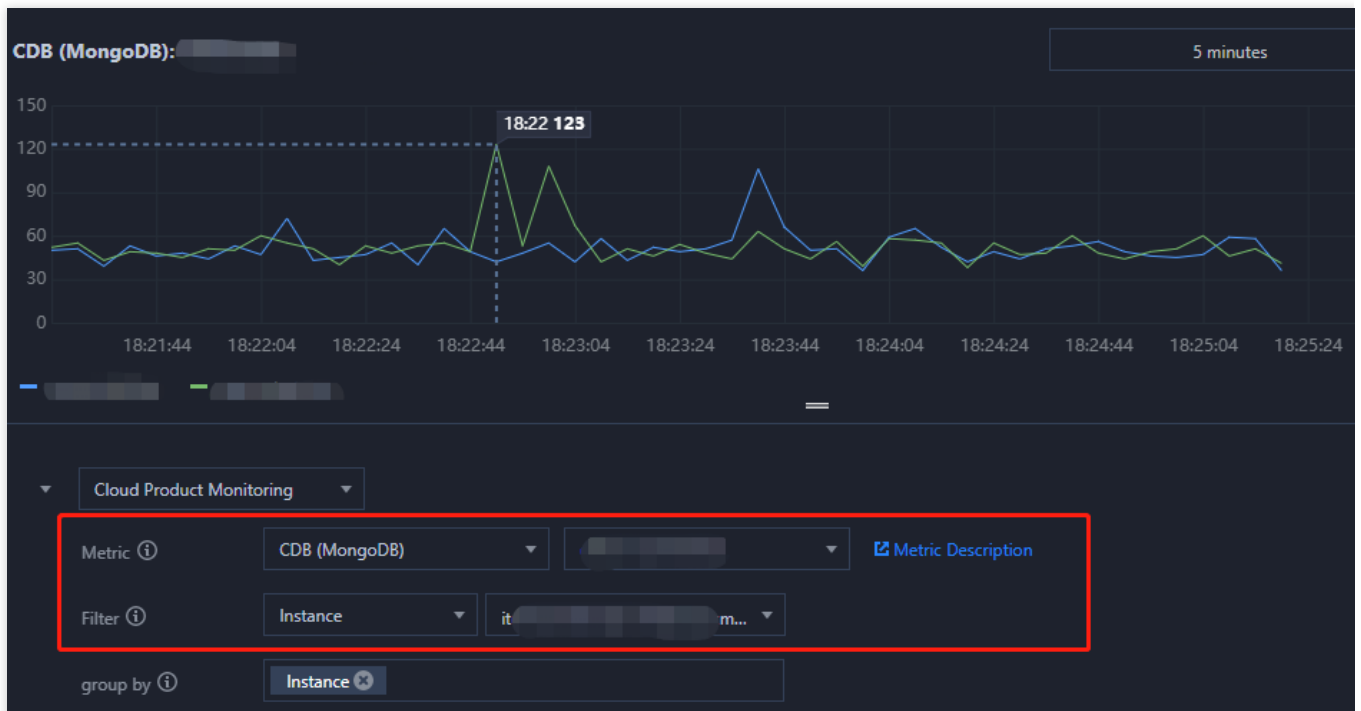 CDB (MongoDB):
5 minutes
150
18:22 123
120
90
60
30
0
18:21:44 18:22:04 18:22:24 18:22:44 18:23:04 18:23:24 18:23:44 18:24:04 18:24:24 18:24:44 18:25:04 18:25:24
Cloud Product Monitoring
Metric CDB (MongoDB) Metric Description
Filter Instance it m...
group by Instance